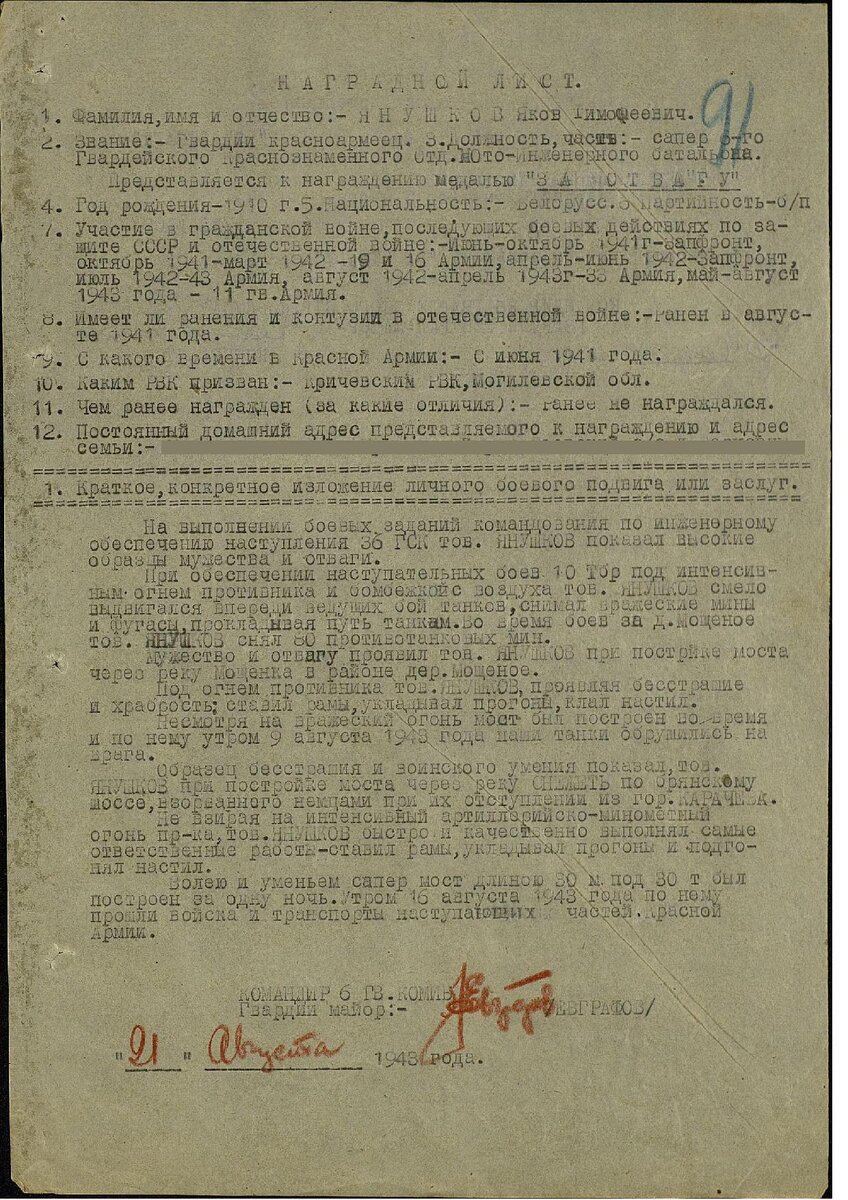 НАГРАДНОЙ ЛИСТ.
91
1. Фамилия,имя и отчество:- ЯНУШКОВ Яков Тимофеевич.
2. Звание:- Гвардии красноармеец. 3.Должность,часть:- сапер 6-го
Гвардейского Краснознаменного Отд.мото-инженерного батальона.
Представляется к награждению медалью "ЗА ОТВАГУ"
4. Год рождения-1910 г.5.Национальность:- Белорусс.6.Партийность-б/п
7. Участие в гражданской войне,последующих боевых действиях по за-
щите СССР и отечественной войне:-Июнь-октябрь 1941г-Запфронт,
октябрь 1941-март 1942 -19 и 16 Армии,апрель-июнь 1942-Запфронт,
июль 1942-43 Армия, август 1942-апрель 1943г-33 Армия,май-август
1943 года - 11 гв.Армия.
8. Имеет ли ранения и контузии в отечественной войне:-Ранен в авгус-
те 1941 года.
9. С какого времени в Красной Армии:- С июня 1941 года.
10. Каким РВК призван:- Кричевским РВК,Могилевской обл.
11. Чем ранее награжден (за какие отличия):- Ранее не награждался.
12. Постоянный домашний адрес представляемого к награждению и адрес
семьи:-
1. Краткое,конкретное изложение личного боевого подвига или заслуг.
На выполнении боевых заданий командования по инженерному
обеспечению наступления 36 ГСК тов. ЯНУШКОВ показал высокие
образцы мужества и отваги.
При обеспечении наступательных боев 10 Тбр под интенсив-
ным огнем противника и бомбежкой с воздуха тов. ЯНУШКОВ смело
выдвигался впереди ведущих бой танков,снимал вражеские мины
и фугасы,прокладывая путь танкам.Во время боев за д.Мощеное
тов. ЯНУШКОВ снял 80 противотанковых мин.
Мужество и отвагу проявил тов. ЯНУШКОВ при постройке моста
через реку Мощенка в районе дер.Мощеное.
Под огнем противника тов.ЯНУШКОВ, проявляя бесстрашие
и храбрость; ставил рамы,укладывал прогоны,клал настил.
Несмотря на вражеский огонь мост был построен во-время
и по нему утром 9 августа 1943 года наши танки обрушились на
врага.
Образец бесстрашия и воинского умения показал,тов.
ЯНУШКОВ при постройке моста через реку СНЕЖЕТЬ по брянскому
шоссе,взорванного немцами при их отступлении из гор.КАРАЧЕВА.
Не взирая на интенсивный артиллерийско-минометный
огонь пр-ка,тов.ЯНУШКОВ быстро и качественно выполнял самые
ответственные работы-ставил рамы,укладывал прогоны и подго-
нял настил.
Волею и уменьем сапер мост длиною 30 м.под 30 т был
построен за одну ночь.Утром 16 августа 1943 года по нему
прошли войска и транспорты наступающих частей.Красной
Армии.
КОМАНДИР 6 ГВ.КОМИБ
Гвардии майор:- /ЕВГРАФОВ/
"21" Августа 1943 года.